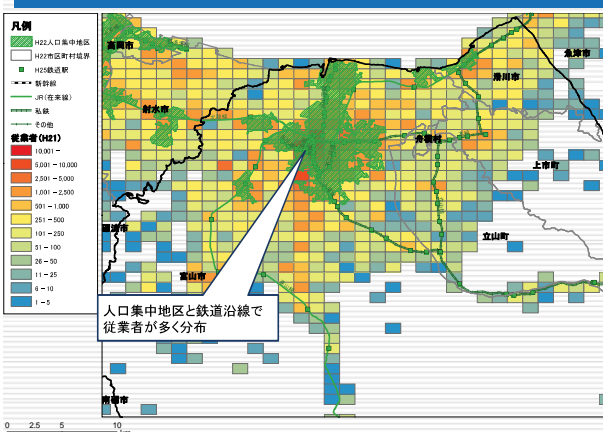 凡例
H22人口集中地区
H22市区町村境界
H25鉄道駅
新幹線
JR(在来線)
私鉄
その他
従業者(H21)
10,001 -
5,001 - 10,000
2,501 - 5,000
1,001 - 2,500
501 - 1,000
251 - 500
101 - 250
51 - 100
26 - 50
11 - 25
6 - 10
1 - 5
高岡市
魚津市
滑川市
射水市
舟橋村
上市町
砺波市
立山町
富山市
人口集中地区と鉄道沿線で
従業者が多く分布
南砺市
0 2.5 5 10
km